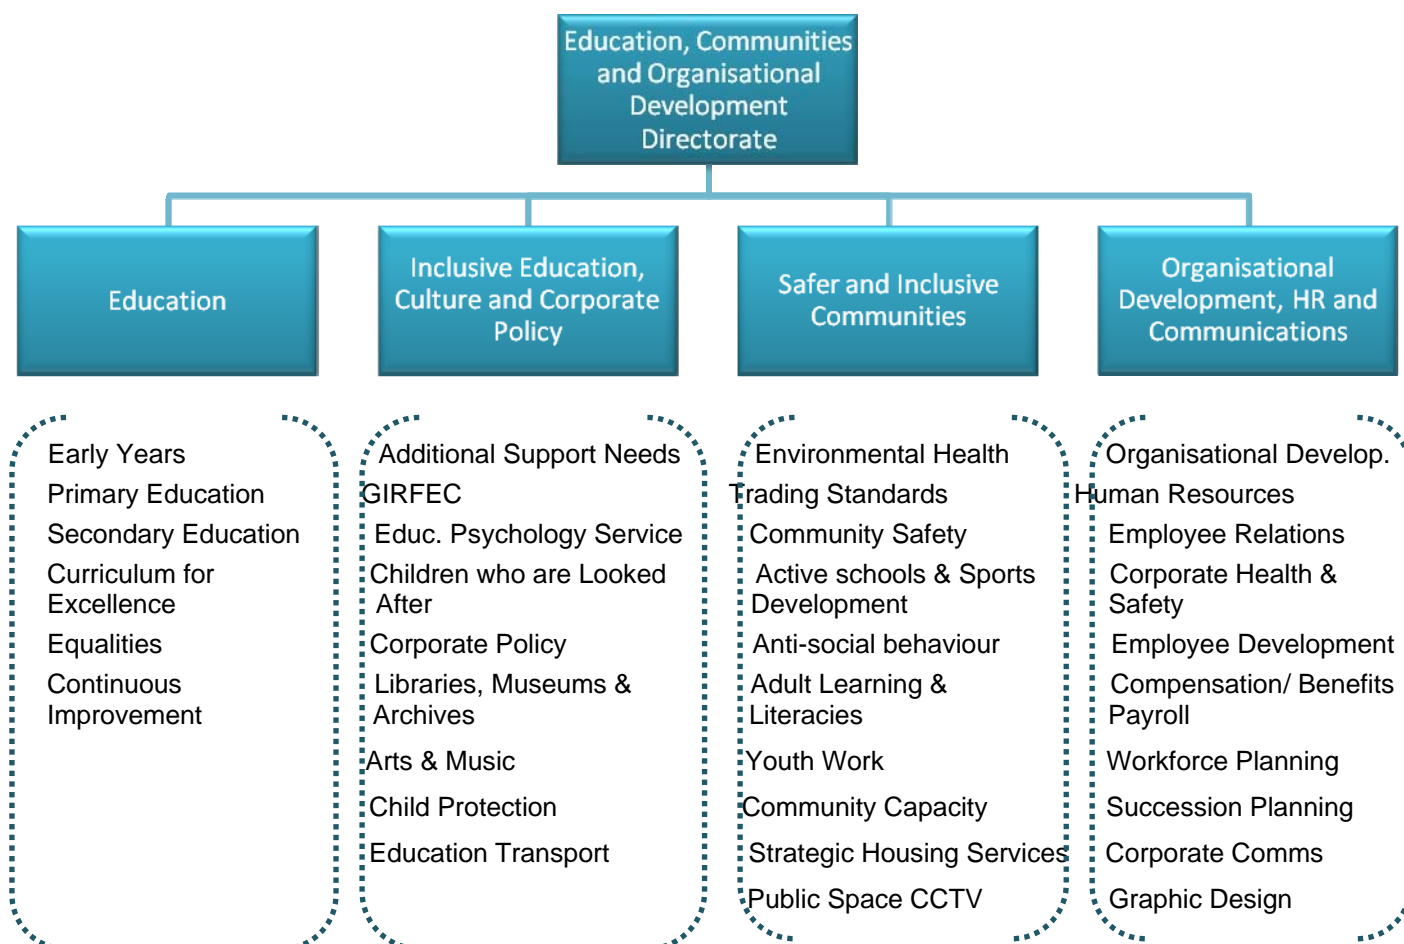 Education, Communities
and Organisational
Development
Directorate
Education
Inclusive Education,
Culture and Corporate
Policy
Safer and Inclusive
Communities
Organisational
Development, HR and
Communications
Early Years
Primary Education
Secondary Education
Curriculum for
Excellence
Equalities
Continuous
Improvement
Additional Support Needs
GIRFEC
Educ. Psychology Service
Children who are Looked
After
Corporate Policy
Libraries, Museums &
Archives
Arts & Music
Child Protection
Education Transport
Environmental Health
Trading Standards
Community Safety
Active schools & Sports
Development
Anti-social behaviour
Adult Learning &
Literacies
Youth Work
Community Capacity
Strategic Housing Services
Public Space CCTV
Organisational Develop.
Human Resources
Employee Relations
Corporate Health &
Safety
Employee Development
Compensation/ Benefits
Payroll
Workforce Planning
Succession Planning
Corporate Comms
Graphic Design